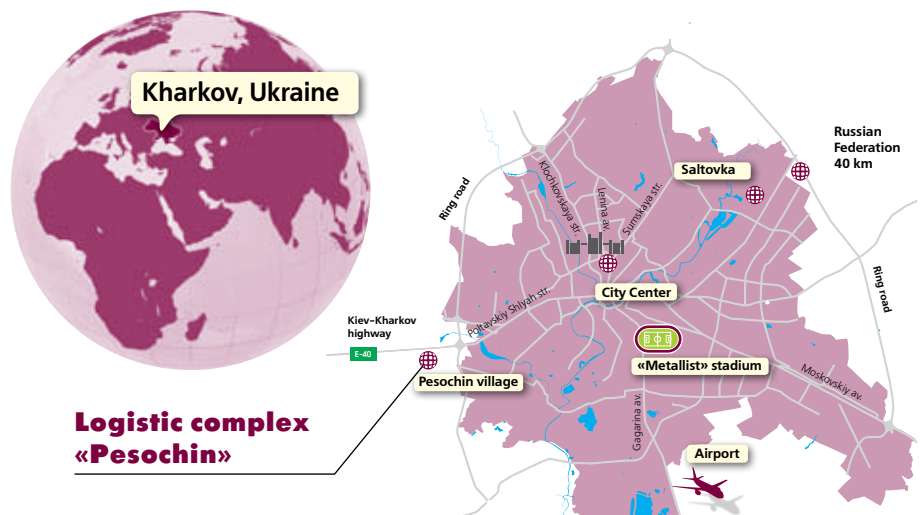 Kharkov, Ukraine
Russian
Federation
40 km
Saltovka
Ring road
Klochkovskaya str.
Lenina av.
Sumskaya str.
City Center
Ring road
Poltavskiy Shlyah str.
Kiev–Kharkov
highway
E-40
«Metallist» stadium
Pesochin village
Moskovskiy av.
Gagarina av.
Logistic complex
«Pesochin»
Airport